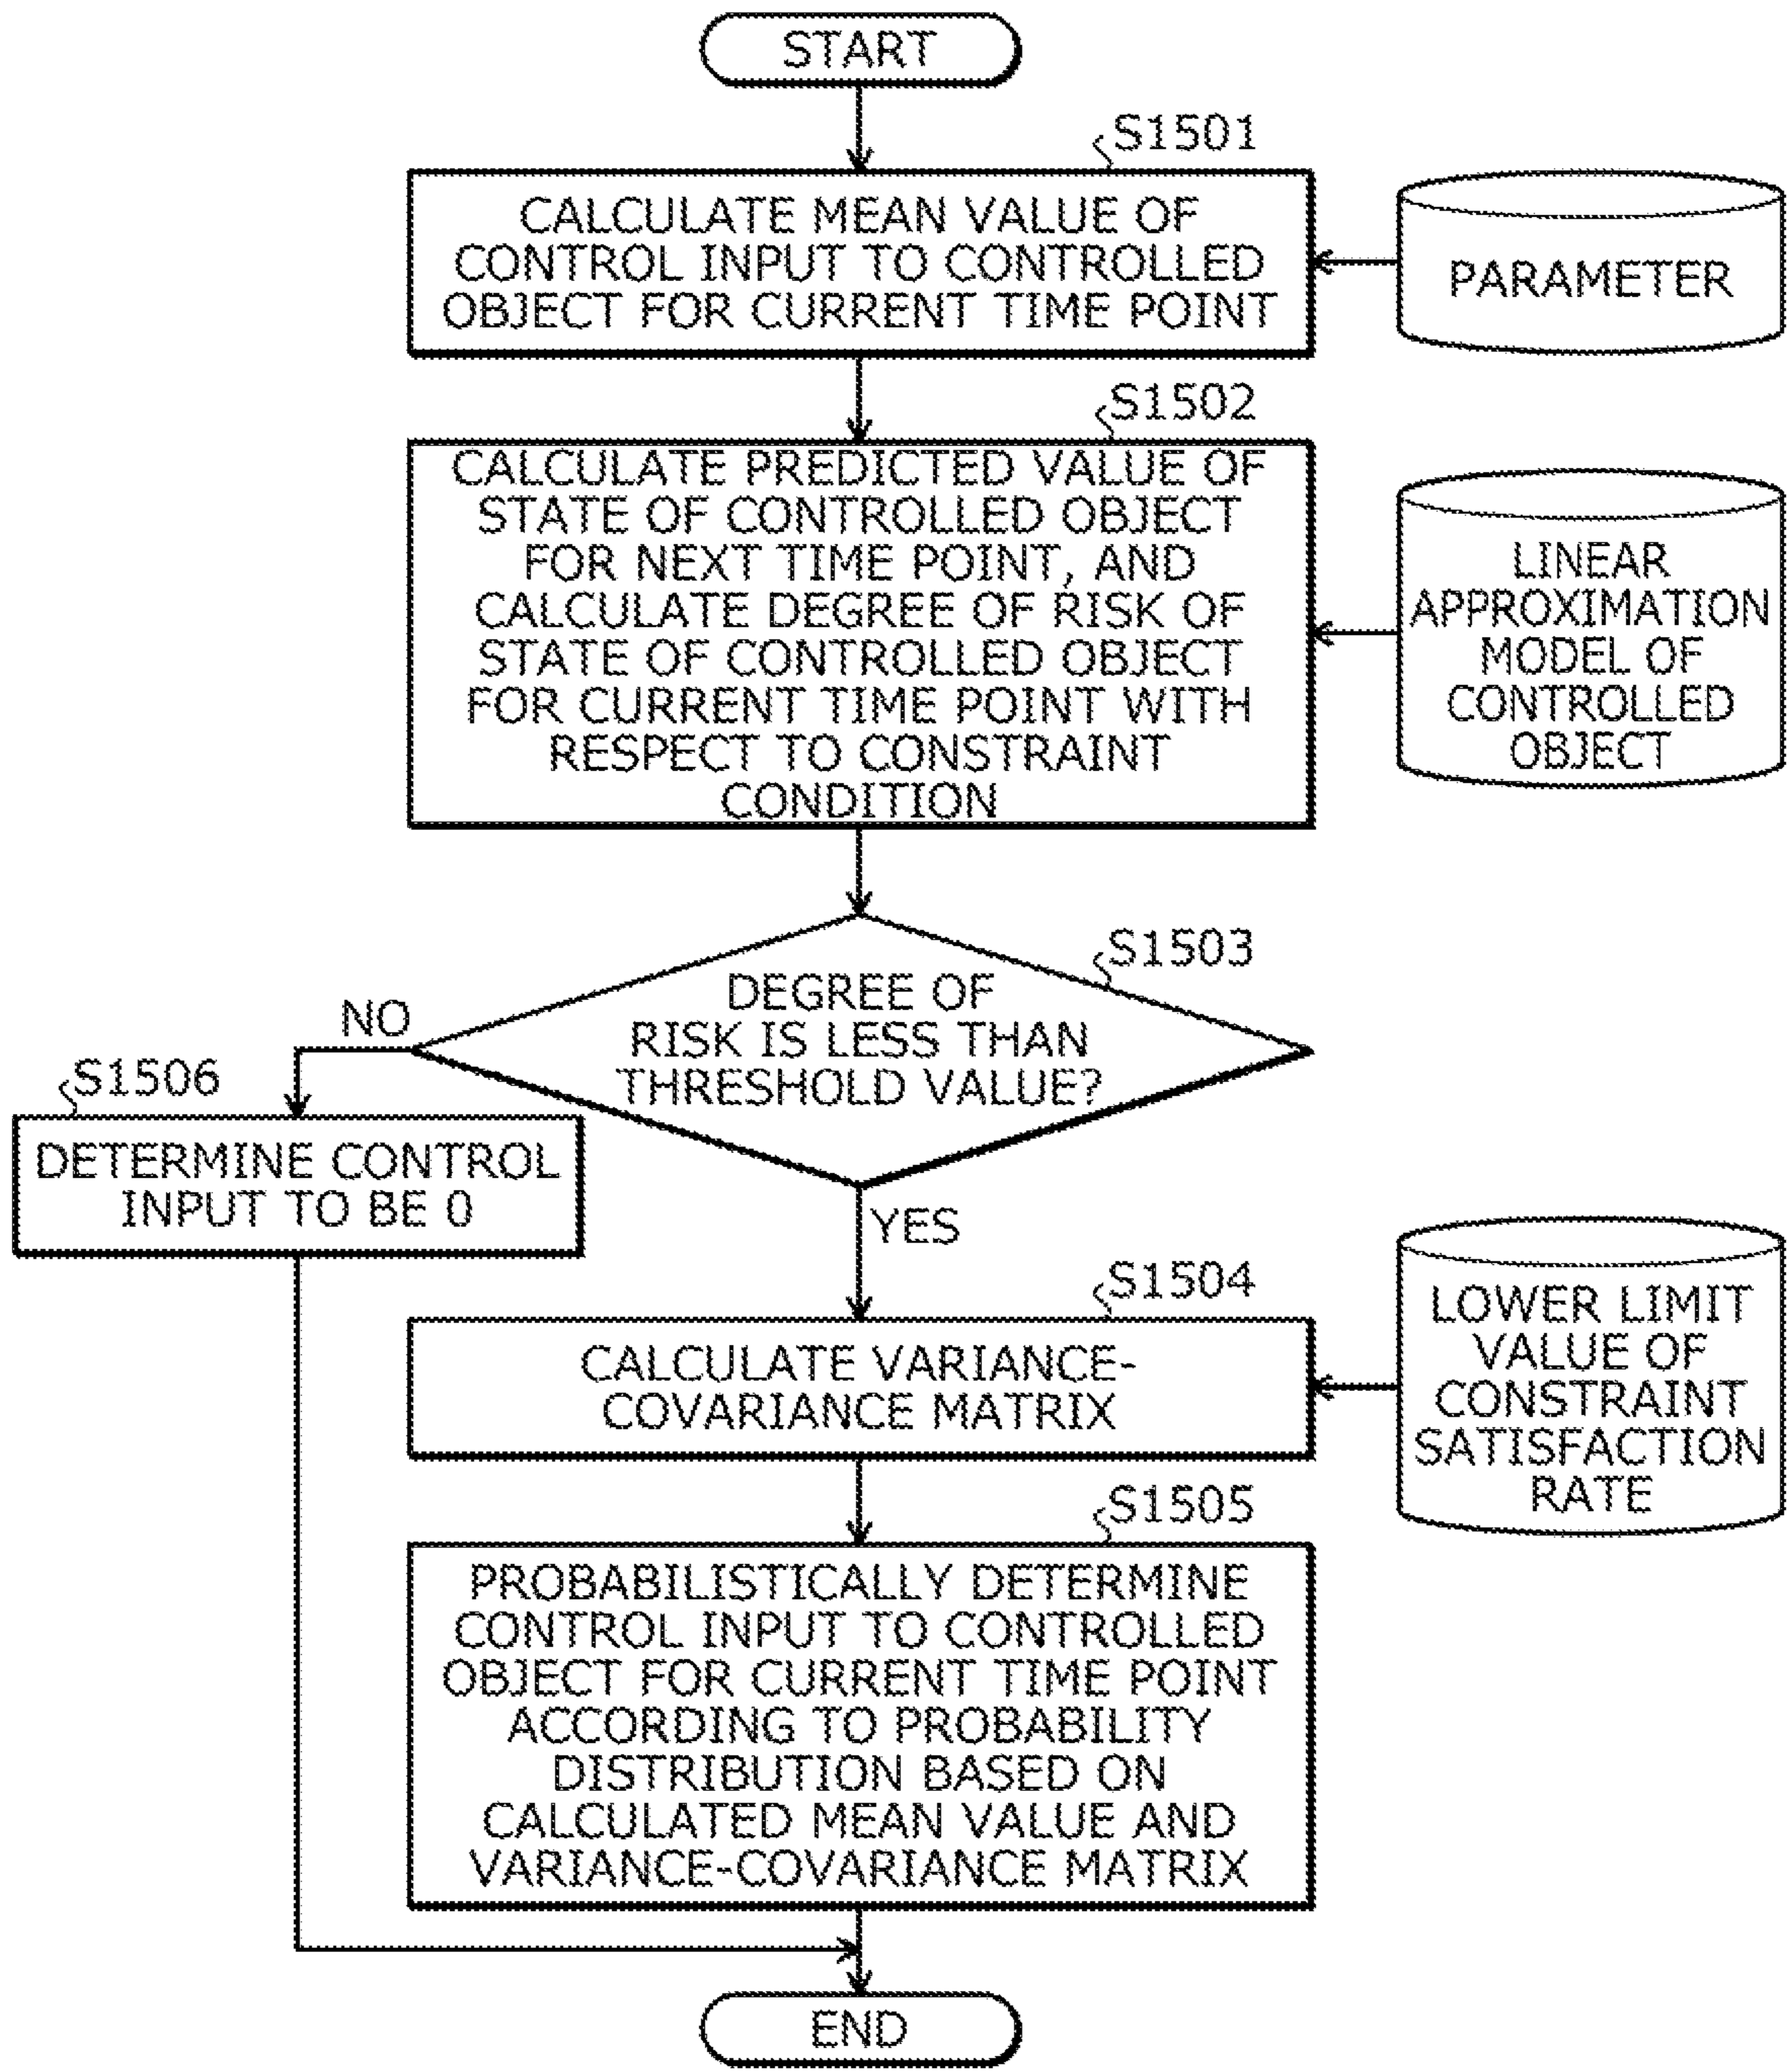 START
S1501
CALCULATE MEAN VALUE OF
CONTROL INPUT TO CONTROLLED
OBJECT FOR CURRENT TIME POINT
PARAMETER
S1502
CALCULATE PREDICTED VALUE OF
STATE OF CONTROLLED OBJECT
FOR NEXT TIME POINT, AND
CALCULATE DEGREE OF RISK OF
STATE OF CONTROLLED OBJECT
FOR CURRENT TIME POINT WITH
RESPECT TO CONSTRAINT
CONDITION
LINEAR
APPROXIMATION
MODEL OF
CONTROLLED
OBJECT
S1503
DEGREE OF
RISK IS LESS THAN
THRESHOLD VALUE?
NO
S1506
DETERMINE CONTROL
INPUT TO BE 0
YES
S1504
CALCULATE VARIANCE-
COVARIANCE MATRIX
LOWER LIMIT
VALUE OF
CONSTRAINT
SATISFACTION
RATE
S1505
PROBABILISTICALLY DETERMINE
CONTROL INPUT TO CONTROLLED
OBJECT FOR CURRENT TIME POINT
ACCORDING TO PROBABILITY
DISTRIBUTION BASED ON
CALCULATED MEAN VALUE AND
VARIANCE-COVARIANCE MATRIX
END